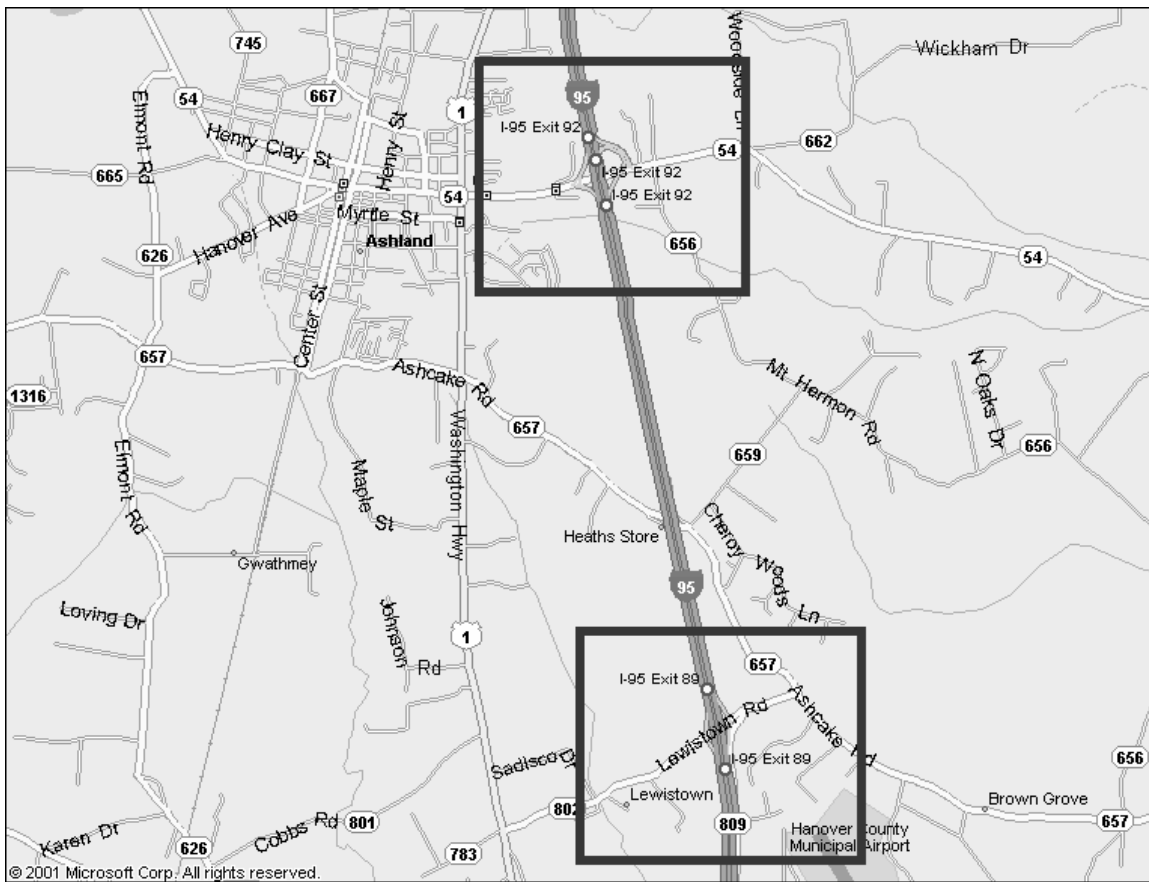 745
Wickham Dr
Woodside Ln
Elmont Rd
54
667
1
95
I-95 Exit 92
Henry Clay St
Henry St
662
54
I-95 Exit 92
665
54
I-95 Exit 92
Hanover Ave
Myrtle St
Ashland
656
626
54
Center St
657
Ashcake Rd
Mt Hermon Rd
N Oaks Dr
1316
657
656
Elmont Rd
Washington Hwy
659
Maple St
Heaths Store
Cheroy Woods Ln
Gwathmey
95
Loving Dr
Johnson Rd
1
657
I-95 Exit 89
Lewistown Rd
Ashcake Rd
Sadisco Dr
I-95 Exit 89
656
802
Lewistown
Brown Grove
809
657
Karen Dr
626
Cobbs Rd
801
783
Hanover County
Municipal Airport
© 2001 Microsoft Corp. All rights reserved.